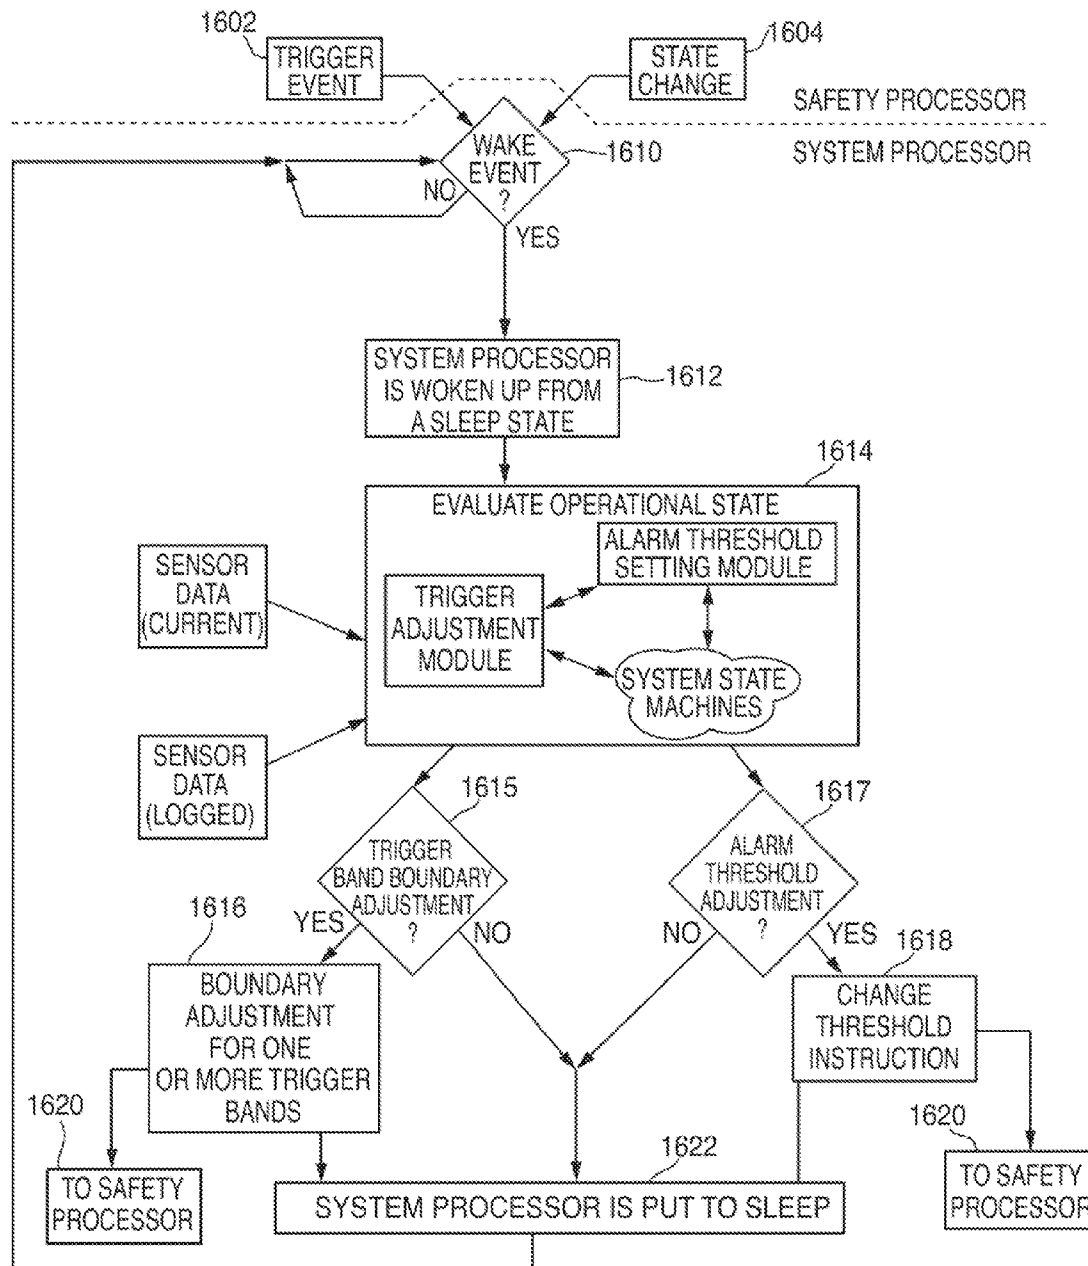 1602
TRIGGER
EVENT
STATE
CHANGE
1604
SAFETY PROCESSOR
SYSTEM PROCESSOR
WAKE
EVENT
?
1610
NO
YES
SYSTEM PROCESSOR
IS WOKEN UP FROM
A SLEEP STATE
1612
1614
EVALUATE OPERATIONAL STATE
ALARM THRESHOLD
SETTING MODULE
TRIGGER
ADJUSTMENT
MODULE
SYSTEM STATE
MACHINES
SENSOR
DATA
(CURRENT)
SENSOR
DATA
(LOGGED)
1615
TRIGGER
BAND BOUNDARY
ADJUSTMENT
?
YES
NO
1617
ALARM
THRESHOLD
ADJUSTMENT
?
NO
YES
1616
BOUNDARY
ADJUSTMENT
FOR ONE
OR MORE TRIGGER
BANDS
1618
CHANGE
THRESHOLD
INSTRUCTION
1620
TO SAFETY
PROCESSOR
1622
SYSTEM PROCESSOR IS PUT TO SLEEP
1620
TO SAFETY
PROCESSOR